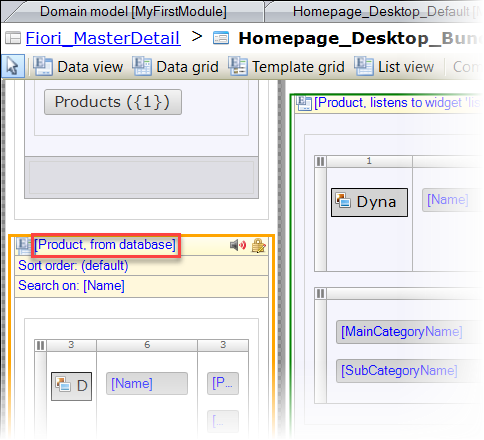 Domain model [MyFirstModule]
Homepage_Desktop_Default [M
Fiori_MasterDetail > Homepage_Desktop_Bun
Data view Data grid Template grid List view Con
Products ({1})
[Product, listens to widget 'lis
1
Dyna [Name]
[Product, from database]
Sort order: (default)
Search on: [Name]
[MainCategoryName]
[SubCategoryName]
3 6 3
D [Name] [P...
[...